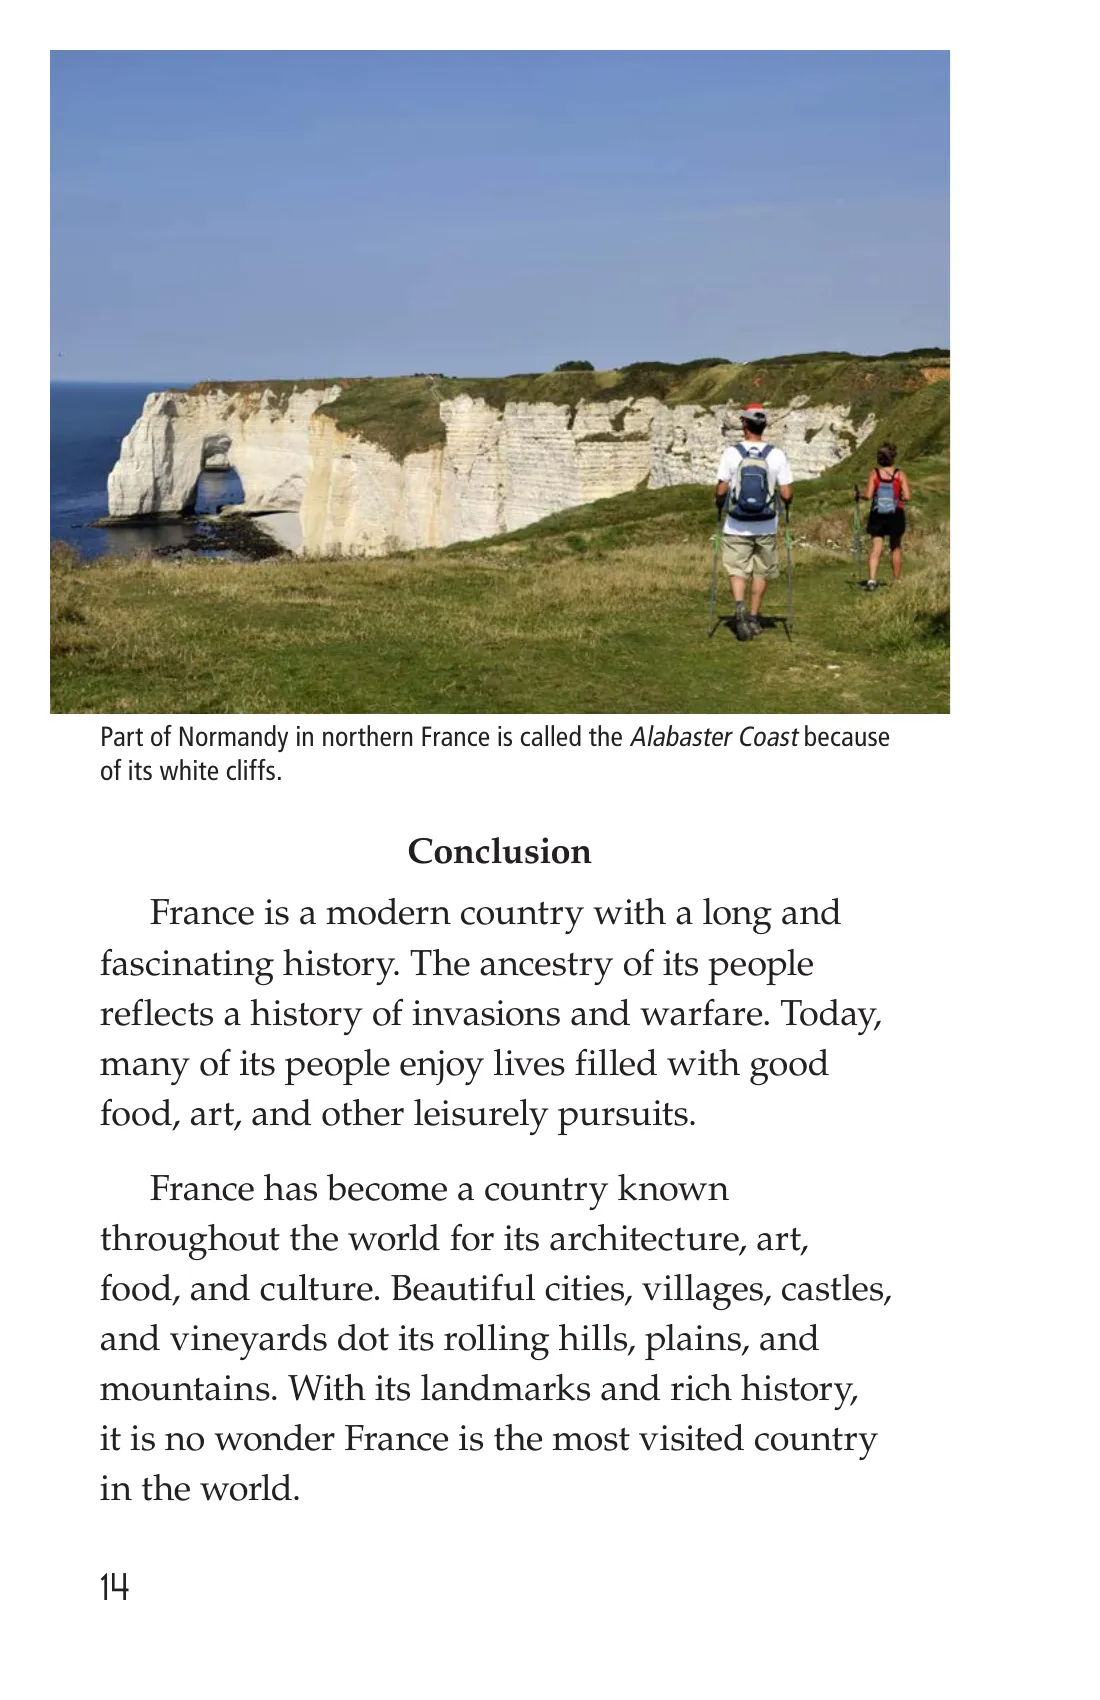 Part of Normandy in northern France is called the Alabaster Coast because
of its white cliffs.
Conclusion
France is a modern country with a long and
fascinating history. The ancestry of its people
reflects a history of invasions and warfare. Today,
many of its people enjoy lives filled with good
food, art, and other leisurely pursuits.
France has become a country known
throughout the world for its architecture, art,
food, and culture. Beautiful cities, villages, castles,
and vineyards dot its rolling hills, plains, and
mountains. With its landmarks and rich history,
it is no wonder France is the most visited country
in the world.
14